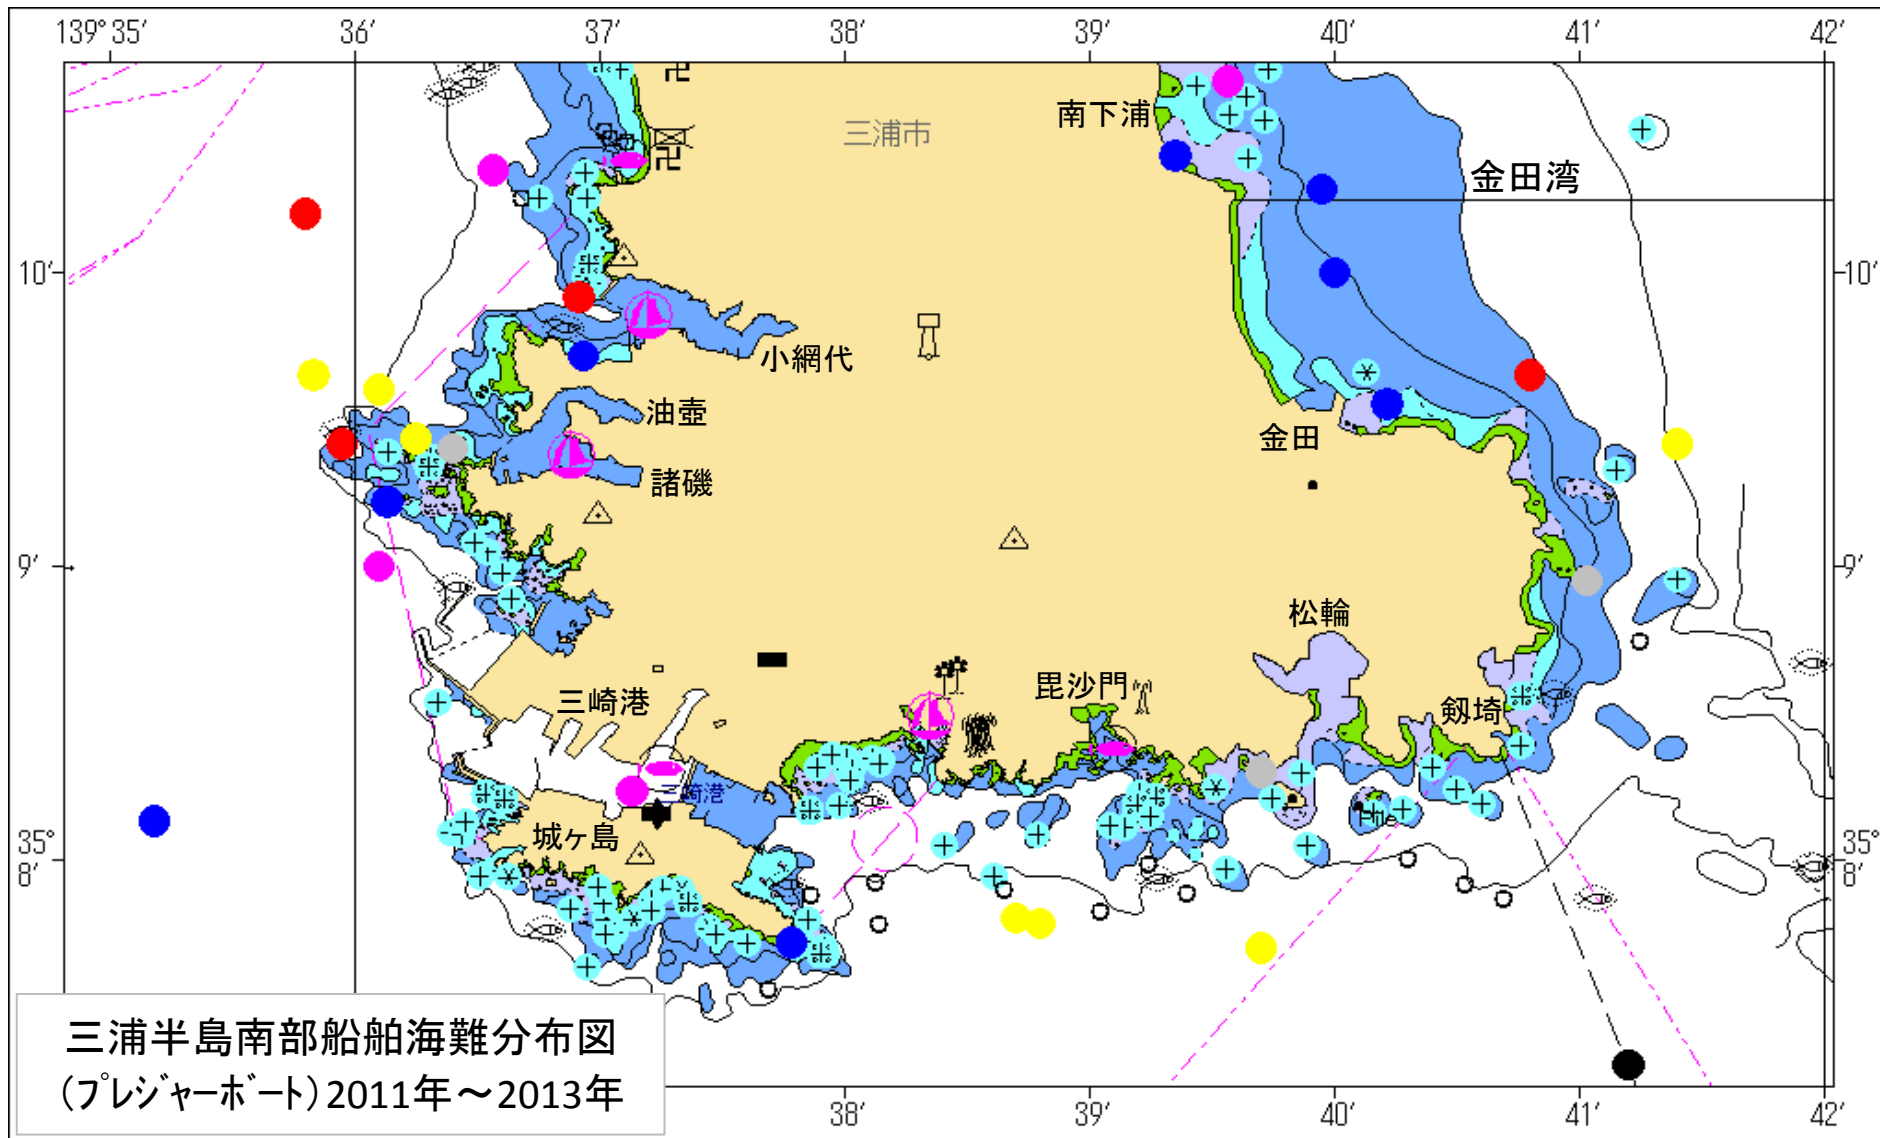 139° 35′ 36′ 37′ 38′ 39′ 40′ 41′ 42′
南下浦
三浦市
金田湾
10′ 10′
小網代
油壺
金田
諸磯
9′ 9′
松輪
毘沙門
三崎港
剱埼
三崎港
Pile
城ヶ島
35° 8′ 35° 8′
三浦半島南部船舶海難分布図
（プレジャーボート）2011年～2013年
38′ 39′ 40′ 41′ 42′